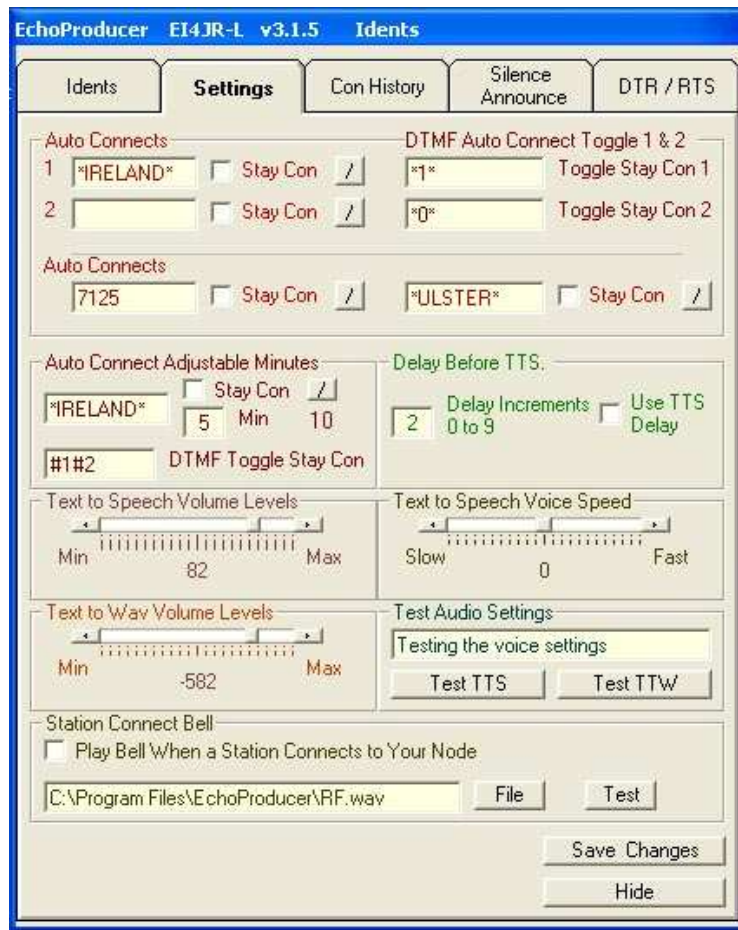 EchoProducer EI4JR-L v3.1.5 Idents
Idents
Settings
Con History
Silence Announce
DTR / RTS
Auto Connects
DTMF Auto Connect Toggle 1 & 2
1 *IRELAND* Stay Con /
*1* Toggle Stay Con 1
2 Stay Con /
*0* Toggle Stay Con 2
Auto Connects
7125 Stay Con /
*ULSTER* Stay Con /
Auto Connect Adjustable Minutes
Stay Con /
*IRELAND*
5 Min 10
#1#2 DTMF Toggle Stay Con
Delay Before TTS.
2 Delay Increments
0 to 9
Use TTS
Delay
Text to Speech Volume Levels
Min 82 Max
Text to Speech Voice Speed
Slow 0 Fast
Text to Wav Volume Levels
Min -582 Max
Test Audio Settings
Testing the voice settings
Test TTS Test TTW
Station Connect Bell
Play Bell When a Station Connects to Your Node
C:\Program Files\EchoProducer\RF.wav File Test
Save Changes
Hide